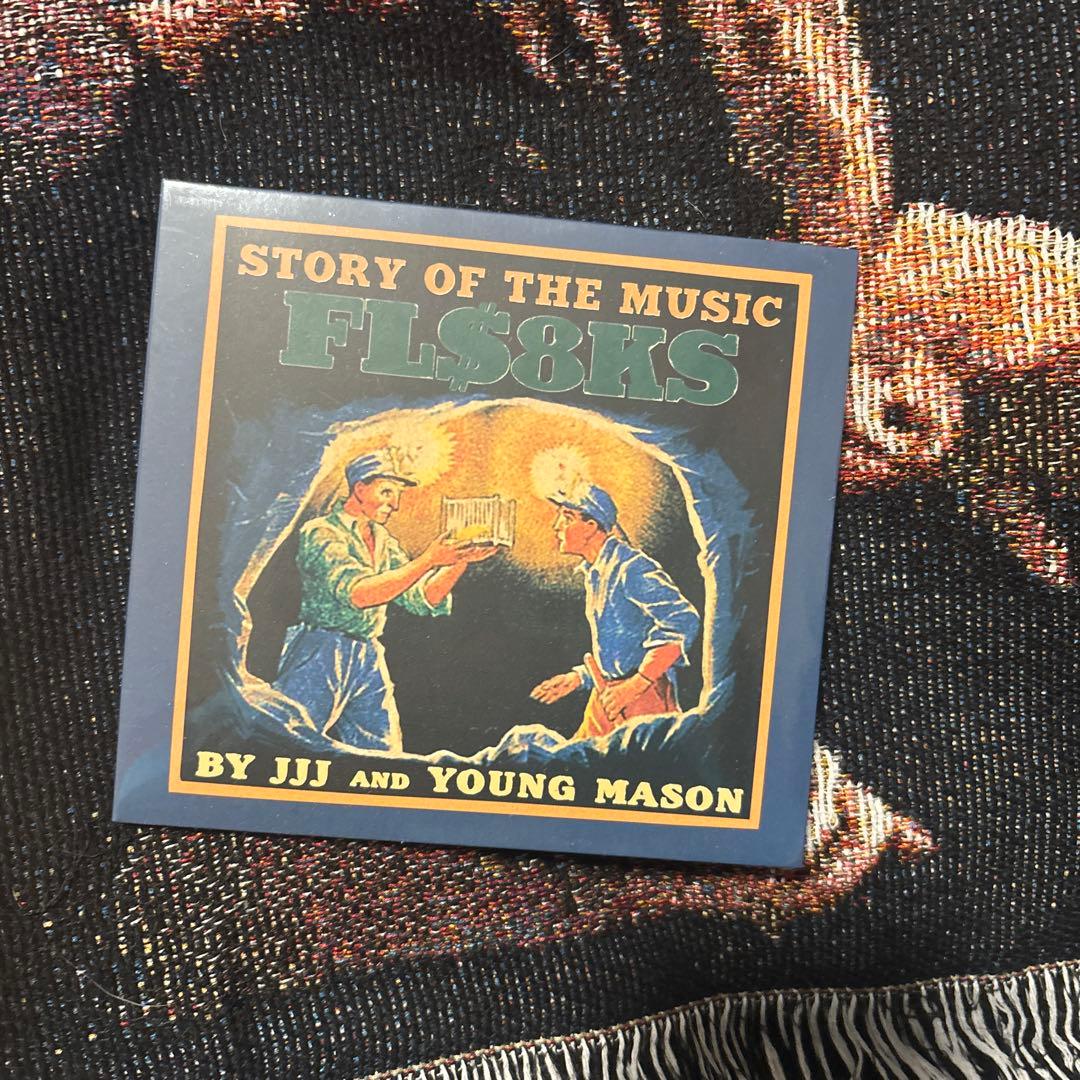 STORY OF THE MUSIC
FL$8KS
BY JJJ AND YOUNG MASON